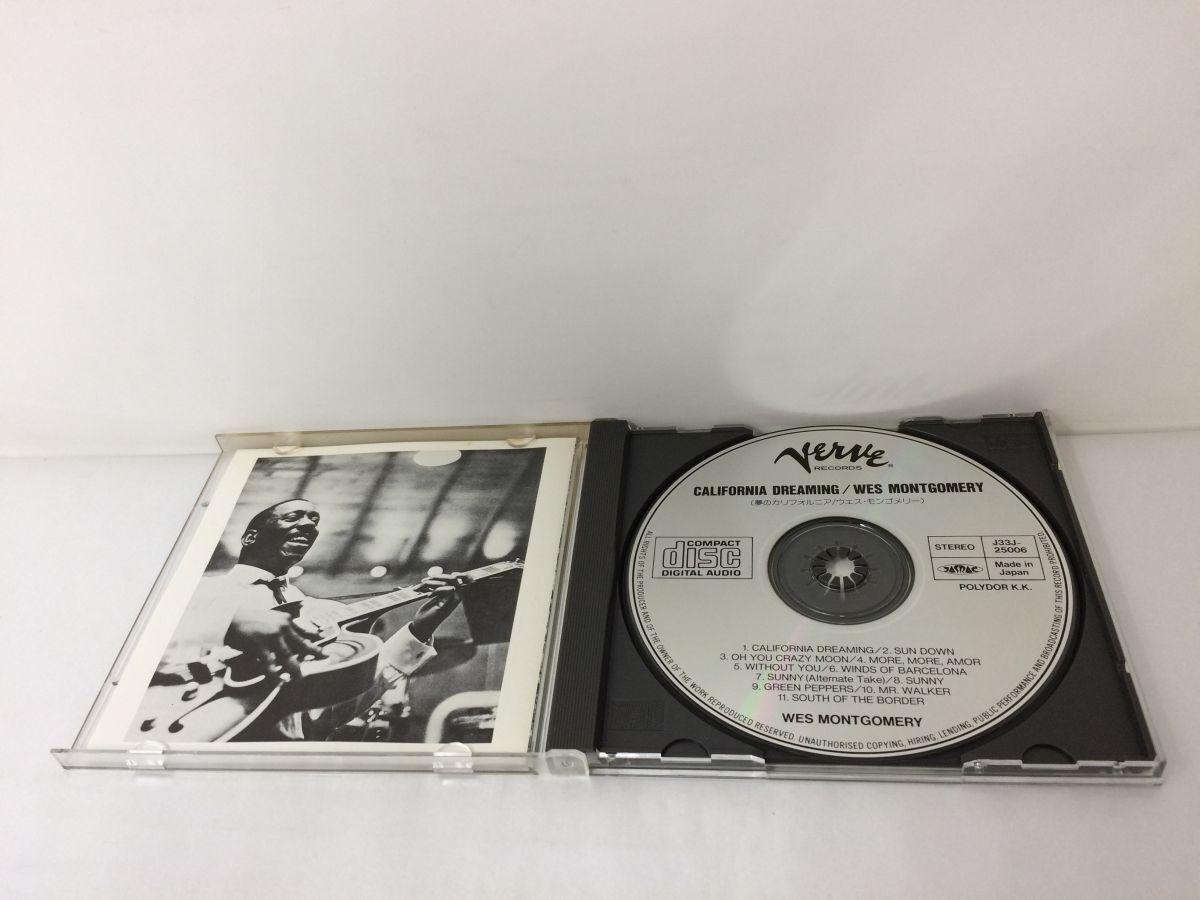 VERVE
RECORDS ®
CALIFORNIA DREAMING / WES MONTGOMERY
(夢のカリフォルニア/ウエス・モンゴメリー)
COMPACT
disc
DIGITAL AUDIO
STEREO
J33J-
25006
JASRAC
Made in
Japan
POLYDOR K.K.
1. CALIFORNIA DREAMING/2. SUN DOWN
3. OH YOU CRAZY MOON/4. MORE, MORE, AMOR
5. WITHOUT YOU/6. WINDS OF BARCELONA
7. SUNNY (Alternate Take)/8. SUNNY
9. GREEN PEPPERS/10. MR. WALKER
11. SOUTH OF THE BORDER
WES MONTGOMERY
ALL RIGHTS OF THE PRODUCER AND OF THE OWNER OF THE WORK REPRODUCED RESERVED. UNAUTHORISED COPYING, HIRING, LENDING, PUBLIC PERFORMANCE AND BROADCASTING OF THIS RECORD PROHIBITED.